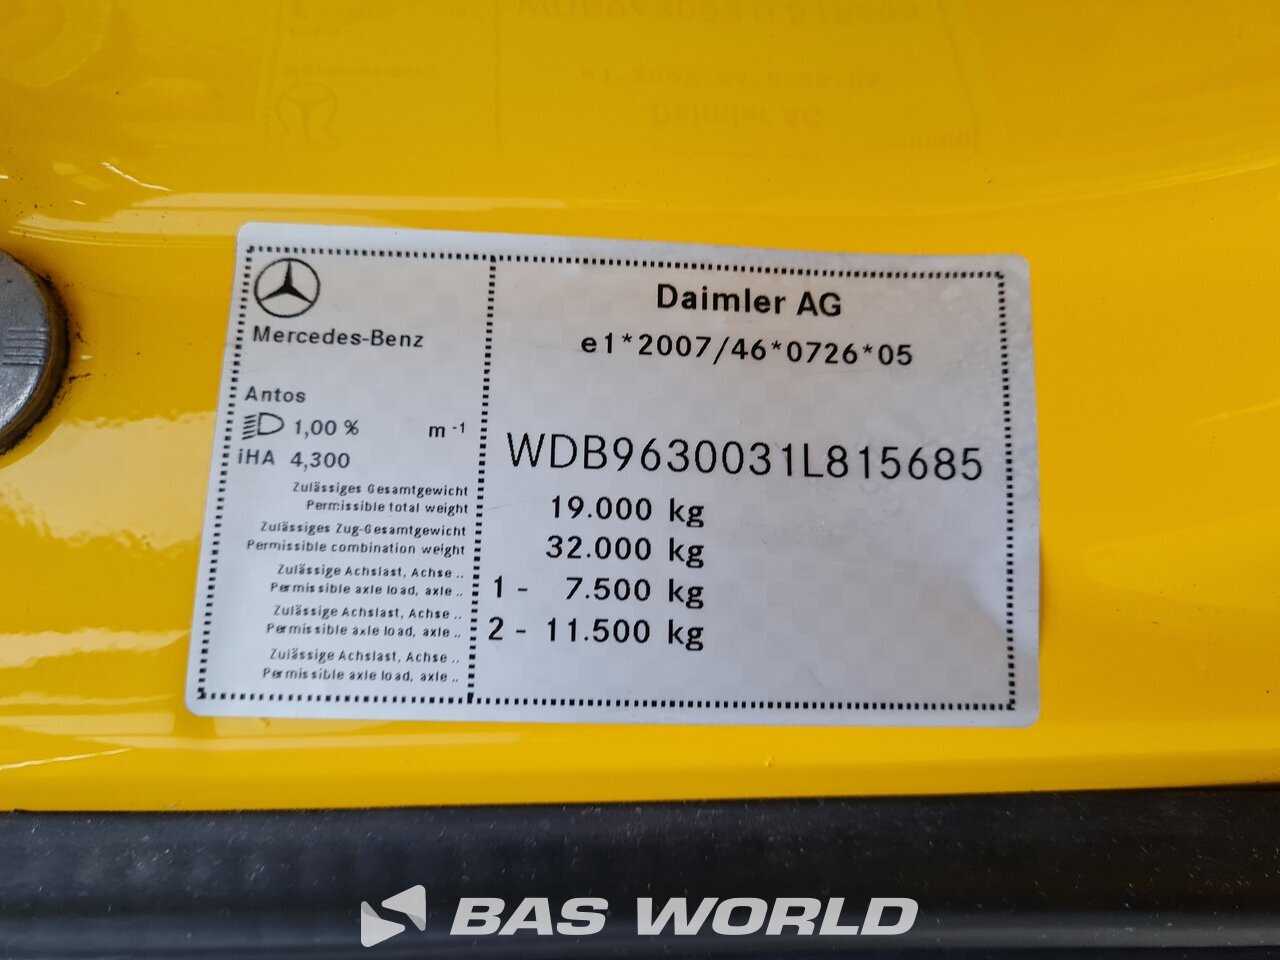 Mercedes-Benz
Antos
1,00 % m⁻¹
iHA 4,300
Daimler AG
e1*2007/46*0726*05
WDB9630031L815685
Zulässiges Gesamtgewicht
Permissible total weight
19.000 kg
Zulässiges Zug-Gesamtgewicht
Permissible combination weight
32.000 kg
Zulässige Achslast, Achse ..
Permissible axle load, axle ..
1 - 7.500 kg
Zulässige Achslast, Achse ..
Permissible axle load, axle ..
2 - 11.500 kg
Zulässige Achslast, Achse ..
Permissible axle load, axle ..
BAS WORLD